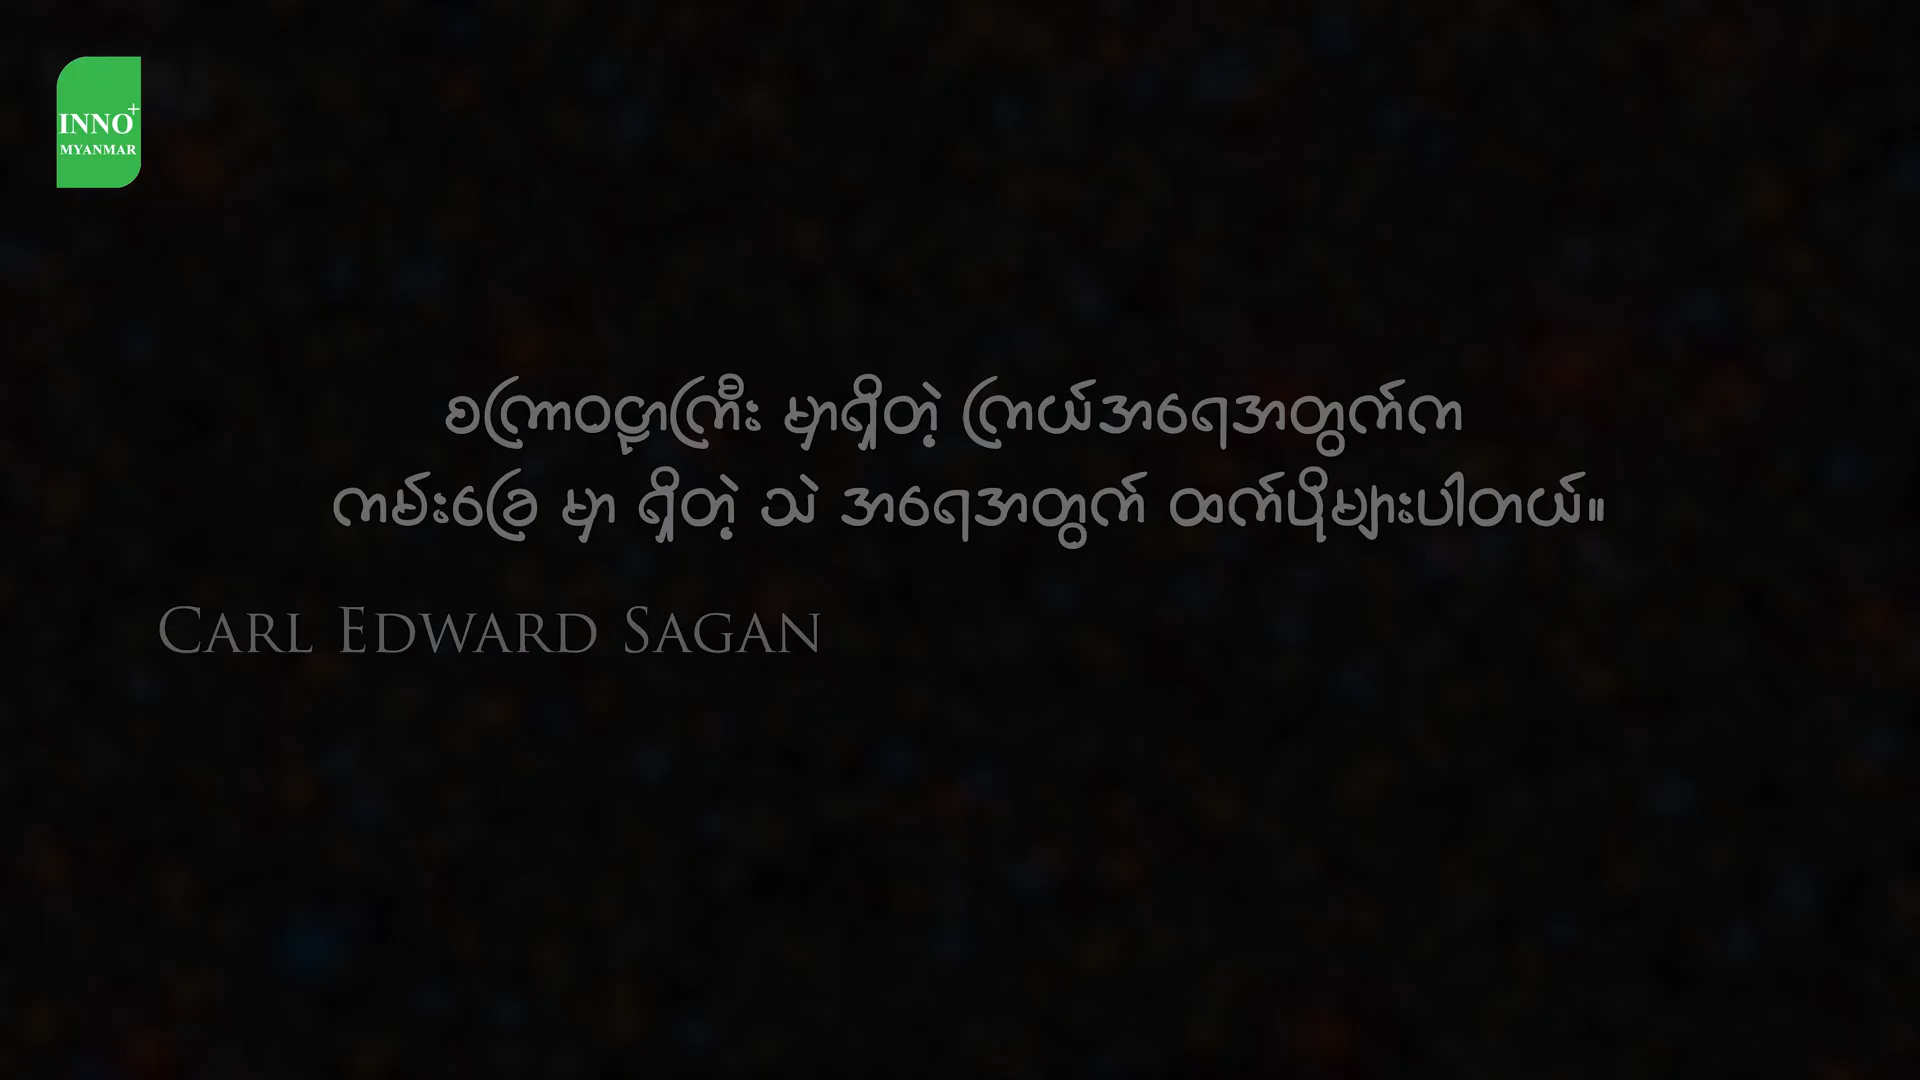 INNO+
MYANMAR
စကြာဝဠာကြီး မှာရှိတဲ့ ကြယ်အရေအတွက်က
ကမ်းခြေ မှာ ရှိတဲ့ သဲ အရေအတွက် ထက်ပိုများပါတယ်။
Carl Edward Sagan